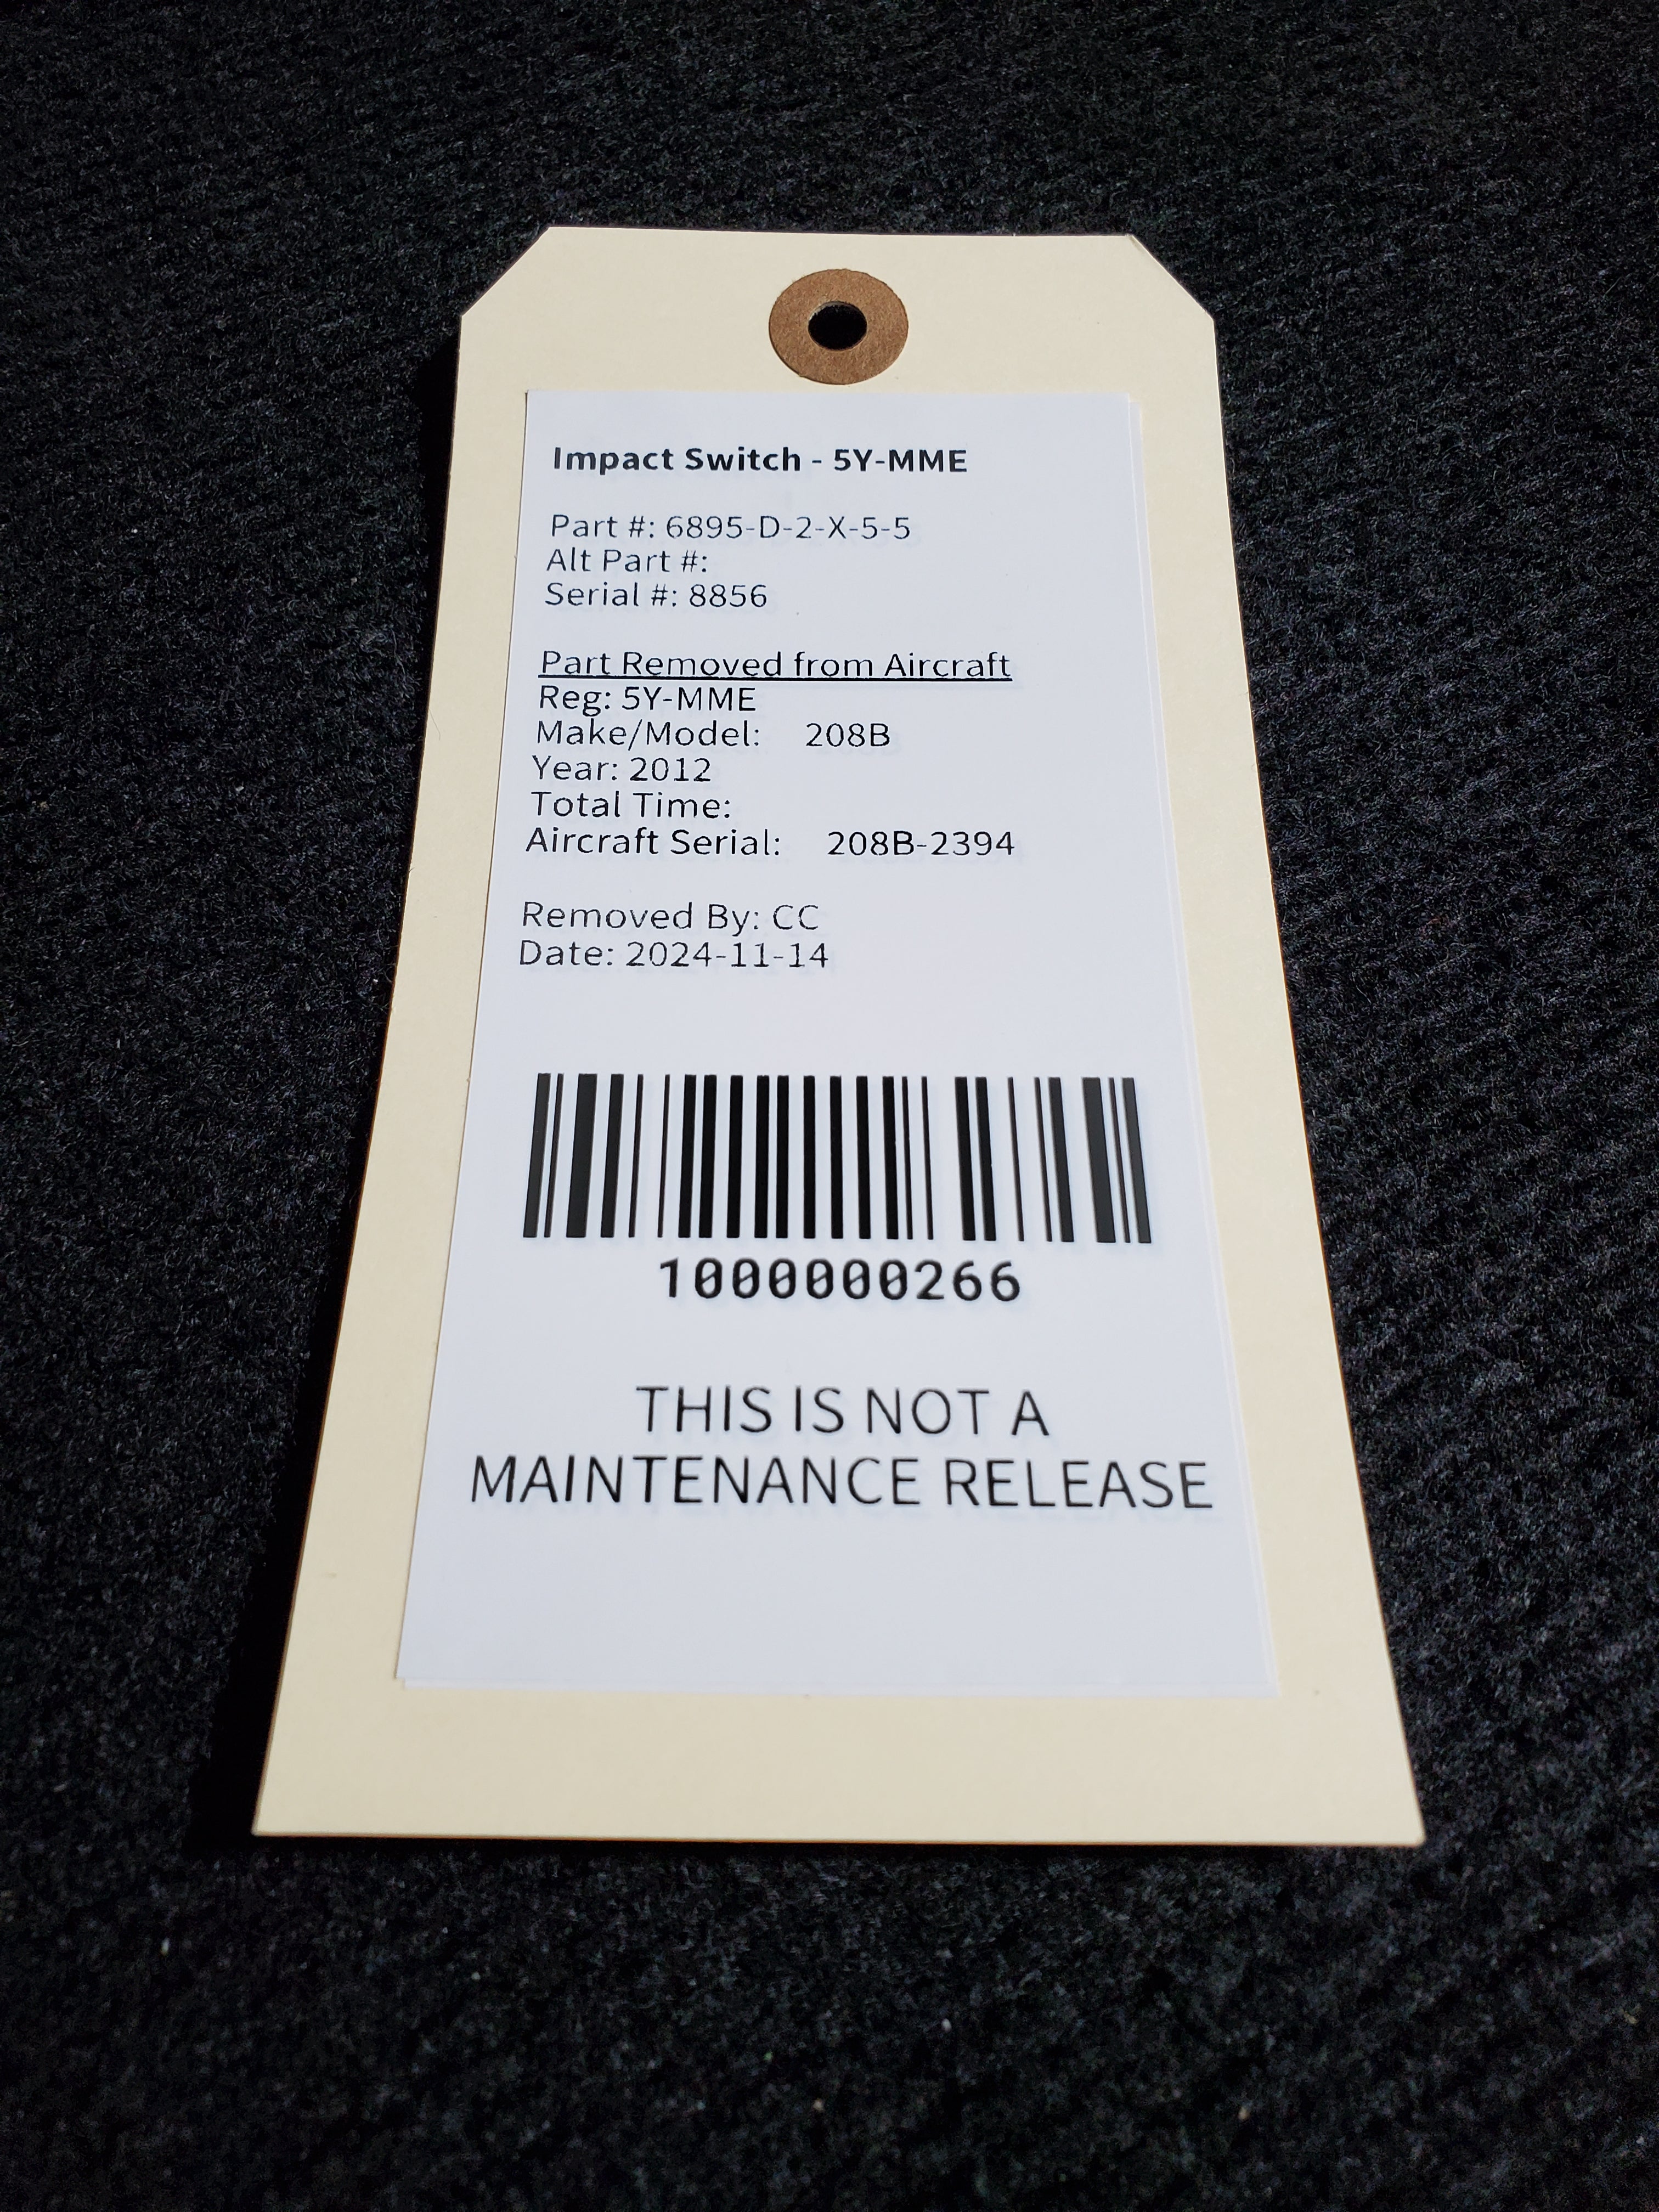 Impact Switch - 5Y-MME
Part #: 6895-D-2-X-5-5
Alt Part #:
Serial #: 8856
Part Removed from Aircraft
Reg: 5Y-MME
Make/Model: 208B
Year: 2012
Total Time:
Aircraft Serial: 208B-2394
Removed By: CC
Date: 2024-11-14
1000000266
THIS IS NOT A
MAINTENANCE RELEASE